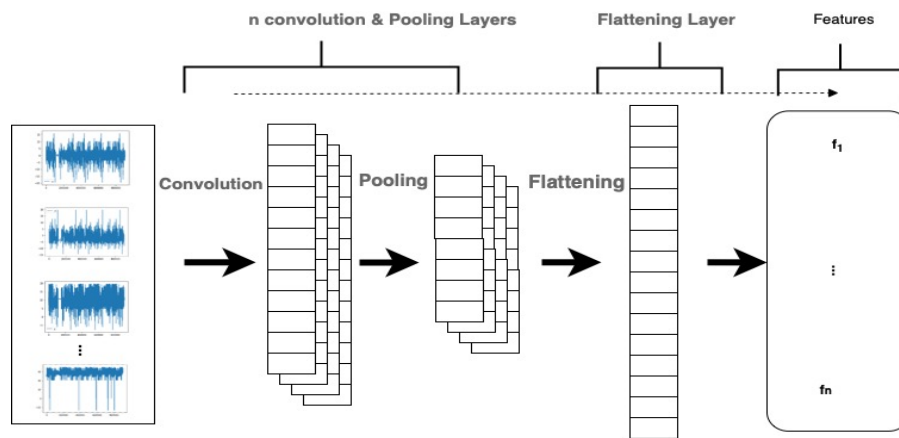 n convolution & Pooling Layers
Flattening Layer
Features
Convolution
Pooling
Flattening
f1
...
fn
⋮